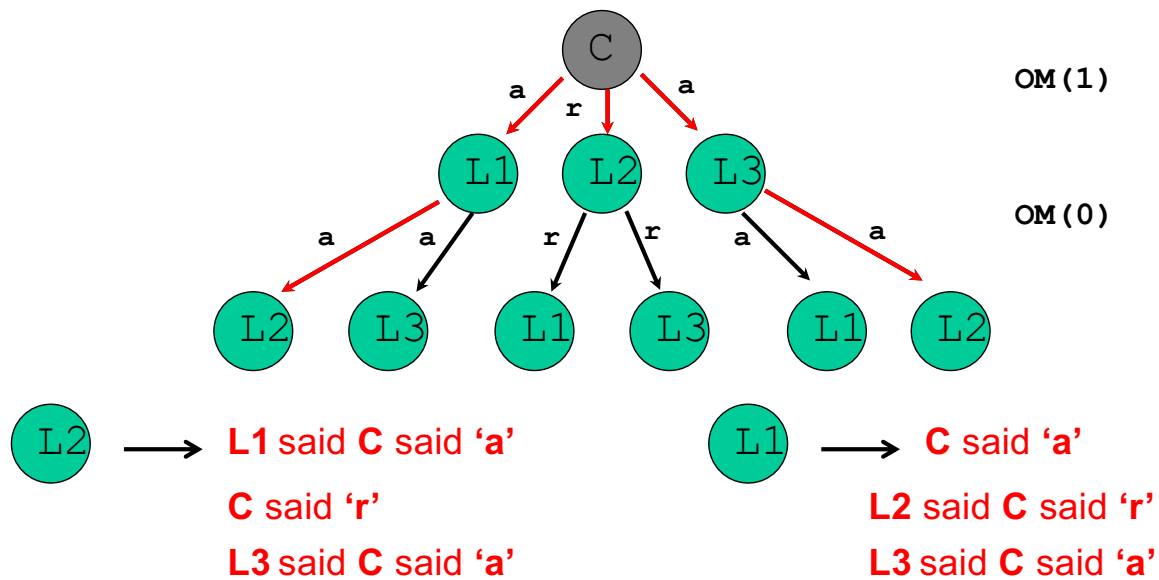 C
OM(1)
a
r
a
L1
L2
L3
OM(0)
a
a
r
r
a
a
L2
L3
L1
L3
L1
L2
L2
L1 said C said ‘a’
C said ‘r’
L3 said C said ‘a’
L1
C said ‘a’
L2 said C said ‘r’
L3 said C said ‘a’